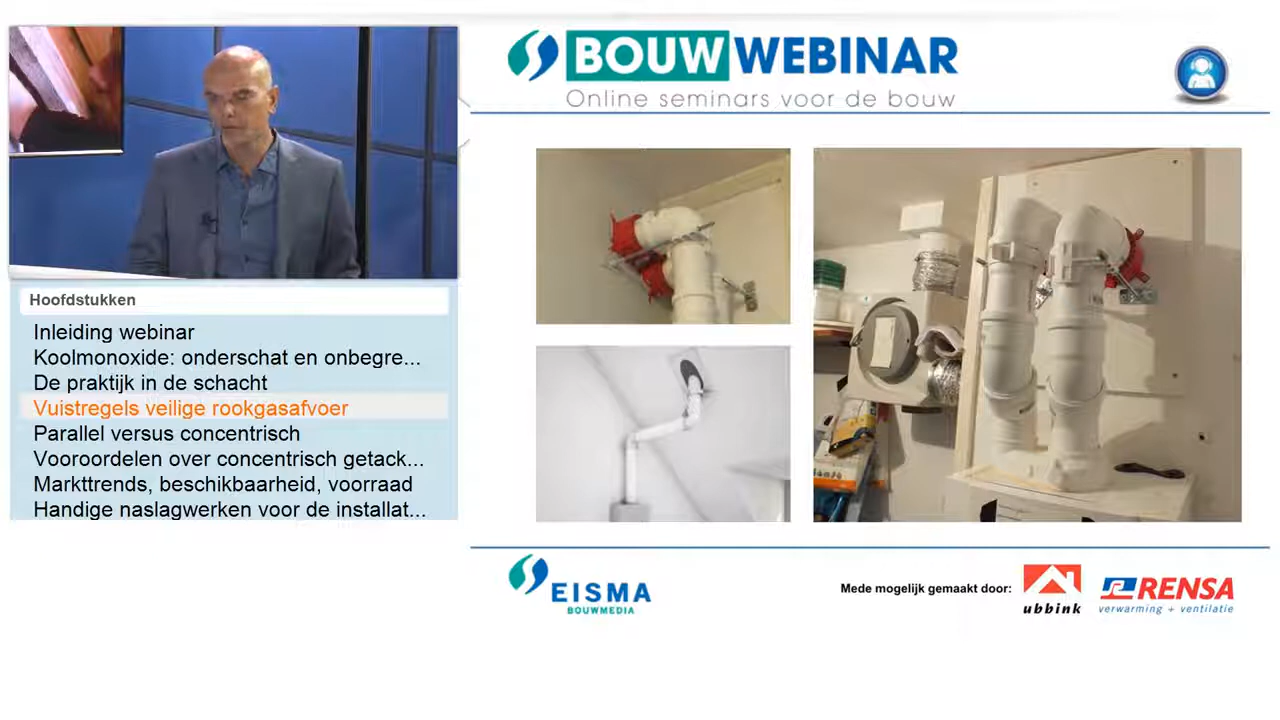 BOUWWEBINAR
Online seminars voor de bouw
Hoofdstukken
Inleiding webinar
Koolmonoxide: onderschat en onbegre...
De praktijk in de schacht
Vuistregels veilige rookgasafvoer
Parallel versus concentrisch
Vooroordelen over concentrisch getack...
Markttrends, beschikbaarheid, voorraad
Handige naslagwerken voor de installat...
EISMA
BOUWMEDIA
Mede mogelijk gemaakt door:
ubbink
RENSA
verwarming + ventilatie